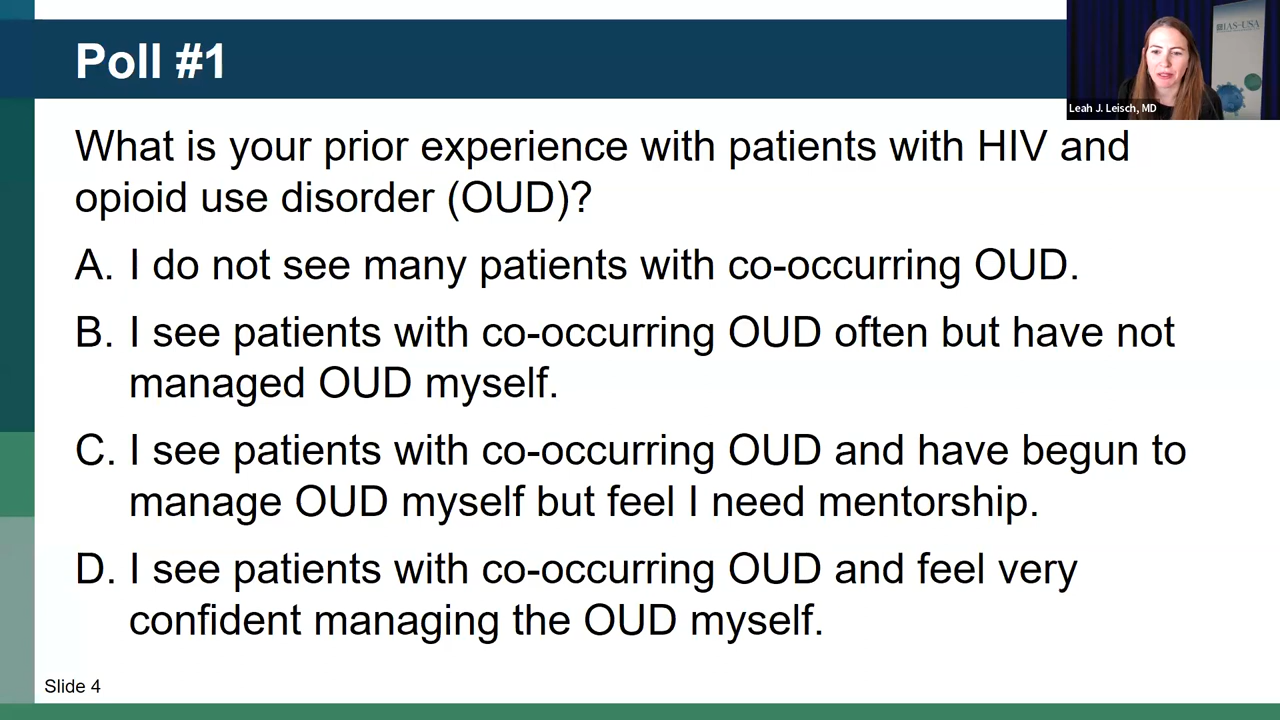 Poll #1
IAS-USA
Leah J. Leisch, MD
What is your prior experience with patients with HIV and
opioid use disorder (OUD)?
A. I do not see many patients with co-occurring OUD.
B. I see patients with co-occurring OUD often but have not
managed OUD myself.
C. I see patients with co-occurring OUD and have begun to
manage OUD myself but feel I need mentorship.
D. I see patients with co-occurring OUD and feel very
confident managing the OUD myself.
Slide 4